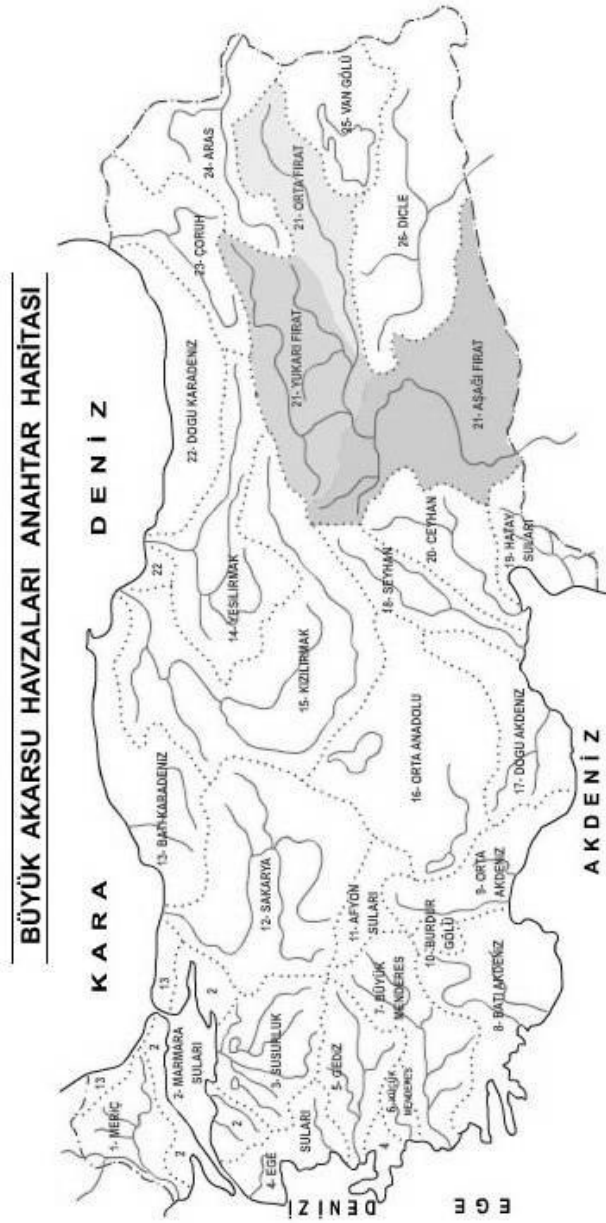 BÜYÜK AKARSU HAVZALARI ANAHTAR HARİTASI
KARA DENİZ
13
1- MERİÇ
2
2- MARMARA
SULARI
2
13
2
2
3- SUSURLUK
4- EGE
SULARI
5- GEDİZ
4
6-KÜÇÜK
MENDERES
7- BÜYÜK
MENDERES
8- BATI AKDENİZ
9- ORTA
AKDENİZ
10- BURDUR
GÖLÜ
11- AFYON
SULARI
12- SAKARYA
13- BATI KARADENİZ
14- YEŞİLIRMAK
22
15- KIZILIRMAK
16- ORTA ANADOLU
17- DOĞU AKDENİZ
18- SEYHAN
19- HATAY
SULARI
20- CEYHAN
21- YUKARI FIRAT
21- ORTA FIRAT
21- AŞAĞI FIRAT
22- DOĞU KARADENİZ
23- ÇORUH
24- ARAS
25- VAN GÖLÜ
26- DİCLE
EGE DENİZİ
AKDENİZ